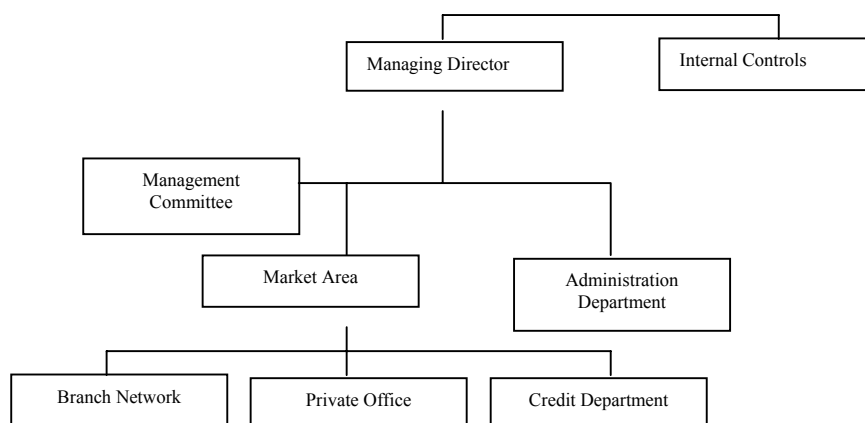 Managing Director
Internal Controls
Management
Committee
Market Area
Administration
Department
Branch Network
Private Office
Credit Department